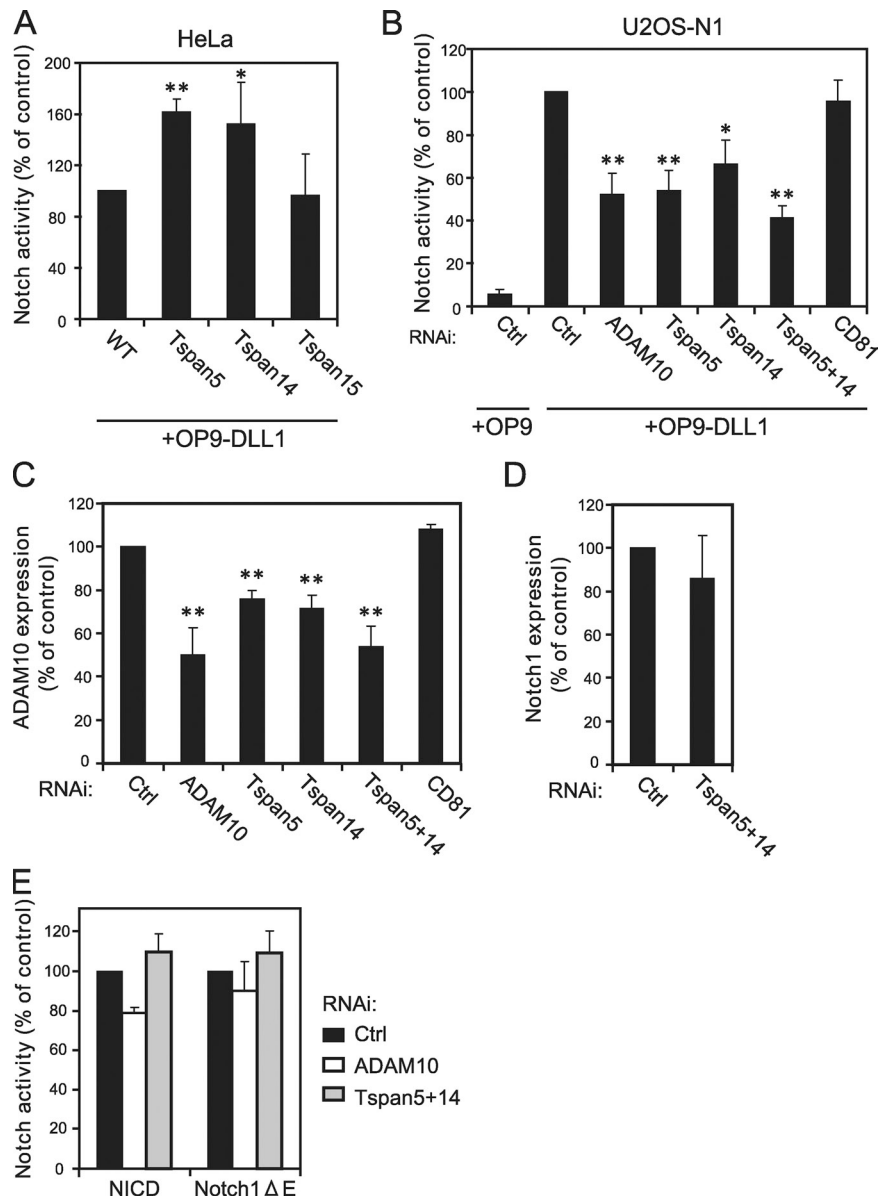 A
HeLa
Notch activity (% of control)
200
160
120
80
40
0
**
*
WT
Tspan5
Tspan14
Tspan15
+OP9-DLL1
B
U2OS-N1
Notch activity (% of control)
120
100
80
60
40
20
0
**
**
*
**
RNAi:
Ctrl
Ctrl
ADAM10
Tspan5
Tspan14
Tspan5+14
CD81
+OP9
+OP9-DLL1
C
ADAM10 expression
(% of control)
120
100
80
60
40
20
0
**
**
**
**
RNAi:
Ctrl
ADAM10
Tspan5
Tspan14
Tspan5+14
CD81
D
Notch1 expression
(% of control)
120
100
80
60
40
20
0
RNAi:
Ctrl
Tspan5+14
E
Notch activity (% of control)
120
100
80
60
40
20
0
NICD
Notch1ΔE
RNAi:
Ctrl
ADAM10
Tspan5+14